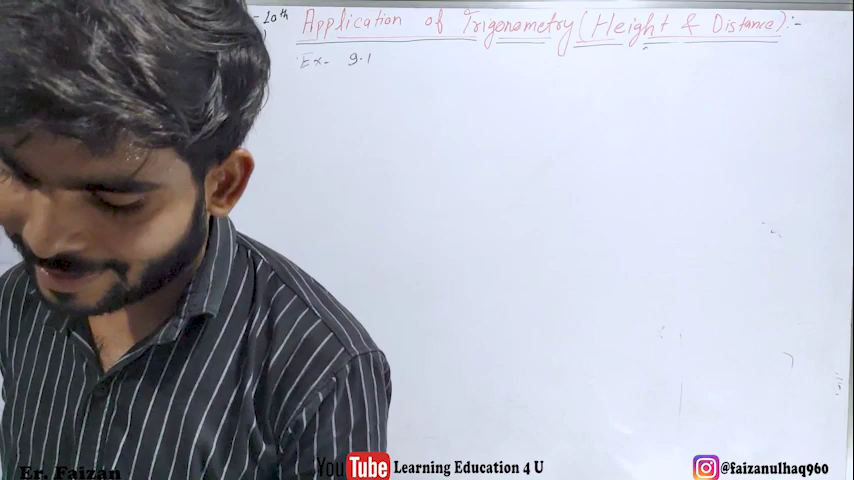 - 10th Application of Trigonometry (Height & Distance) :-
Ex- 9.1
Er. Faizan
YouTube Learning Education 4 U
@faizanulhaq960